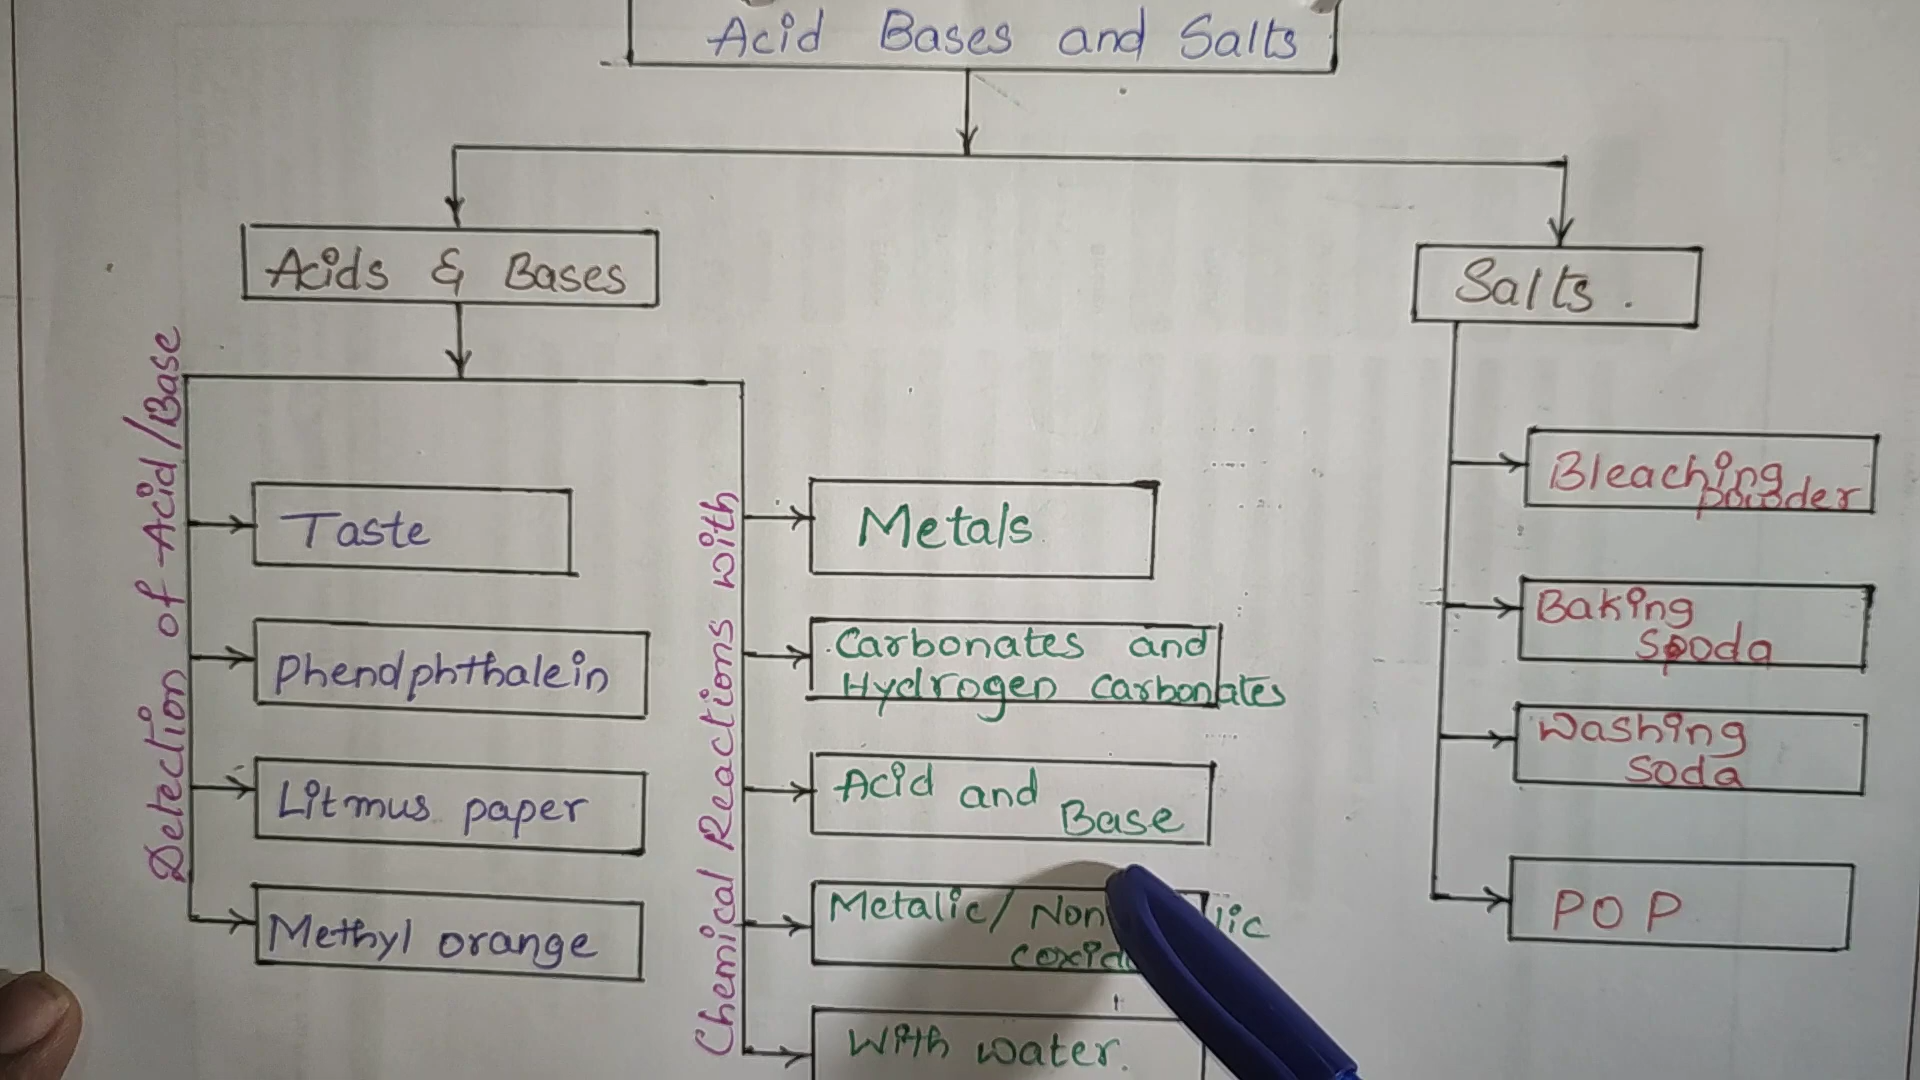 Acid Bases and Salts
Acids & Bases
Salts.
Detection of Acid/Base
Taste
Phenolphthalein
Litmus paper
Methyl orange
Chemical Reactions with
Metals
Carbonates and
Hydrogen carbonates
Acid and
Base
Metalic/ Non lic
With water.
Bleaching
powder
Baking
Soda
Washing
Soda
POP